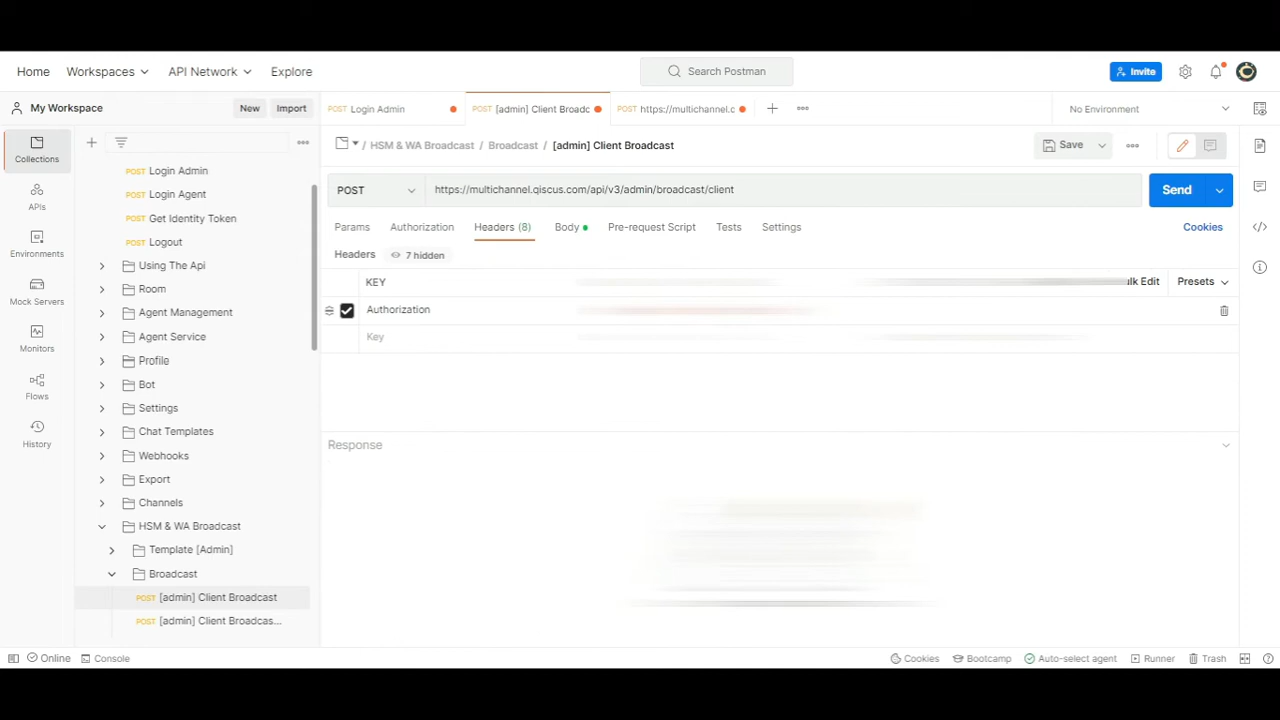 Home
Workspaces
API Network
Explore
Search Postman
Invite
My Workspace
New
Import
POST Login Admin
POST [admin] Client Broadc
POST https://multichannel.c
No Environment
Collections
APIs
Environments
Mock Servers
Monitors
Flows
History
POST Login Admin
POST Login Agent
POST Get Identity Token
POST Logout
Using The Api
Room
Agent Management
Agent Service
Profile
Bot
Settings
Chat Templates
Webhooks
Export
Channels
HSM & WA Broadcast
Template [Admin]
Broadcast
POST [admin] Client Broadcast
POST [admin] Client Broadcas...
/ HSM & WA Broadcast / Broadcast / [admin] Client Broadcast
Save
POST
https://multichannel.qiscus.com/api/v3/admin/broadcast/client
Send
Params
Authorization
Headers (8)
Body
Pre-request Script
Tests
Settings
Cookies
Headers
7 hidden
KEY
lk Edit
Presets
Authorization
Key
Response
Online
Console
Cookies
Bootcamp
Auto-select agent
Runner
Trash